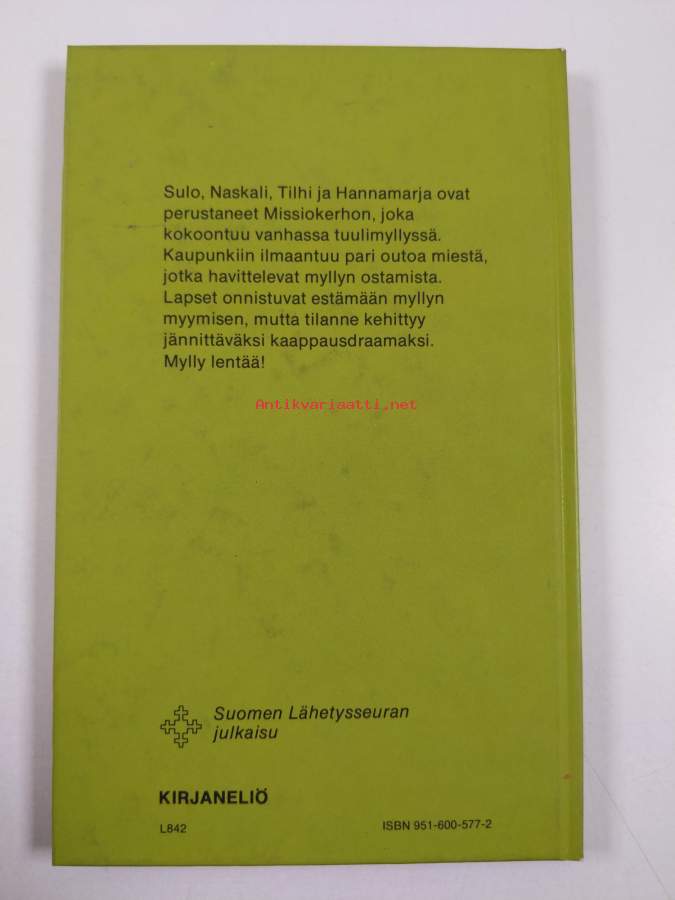 Sulo, Naskali, Tilhi ja Hannamarja ovat
perustaneet Missiokerhon, joka
kokoontuu vanhassa tuulimyllyssä.
Kaupunkiin ilmaantuu pari outoa miestä,
jotka havittelevat myllyn ostamista.
Lapset onnistuvat estämään myllyn
myymisen, mutta tilanne kehittyy
jännittäväksi kaappausdraamaksi.
Mylly lentää!
Antikvariaatti.net
Suomen Lähetysseuran
julkaisu
KIRJANELIÖ
L842
ISBN 951-600-577-2